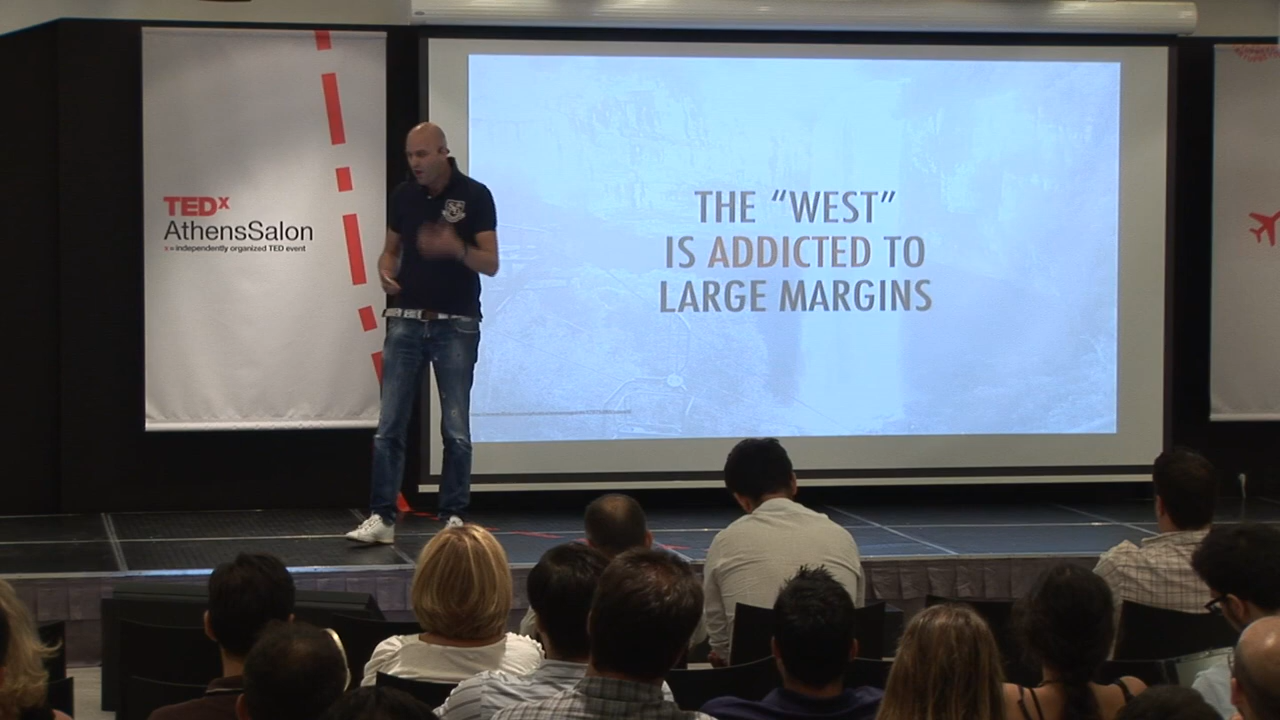 TEDx
AthensSalon
x = independently organized TED event
THE “WEST”
IS ADDICTED TO
LARGE MARGINS